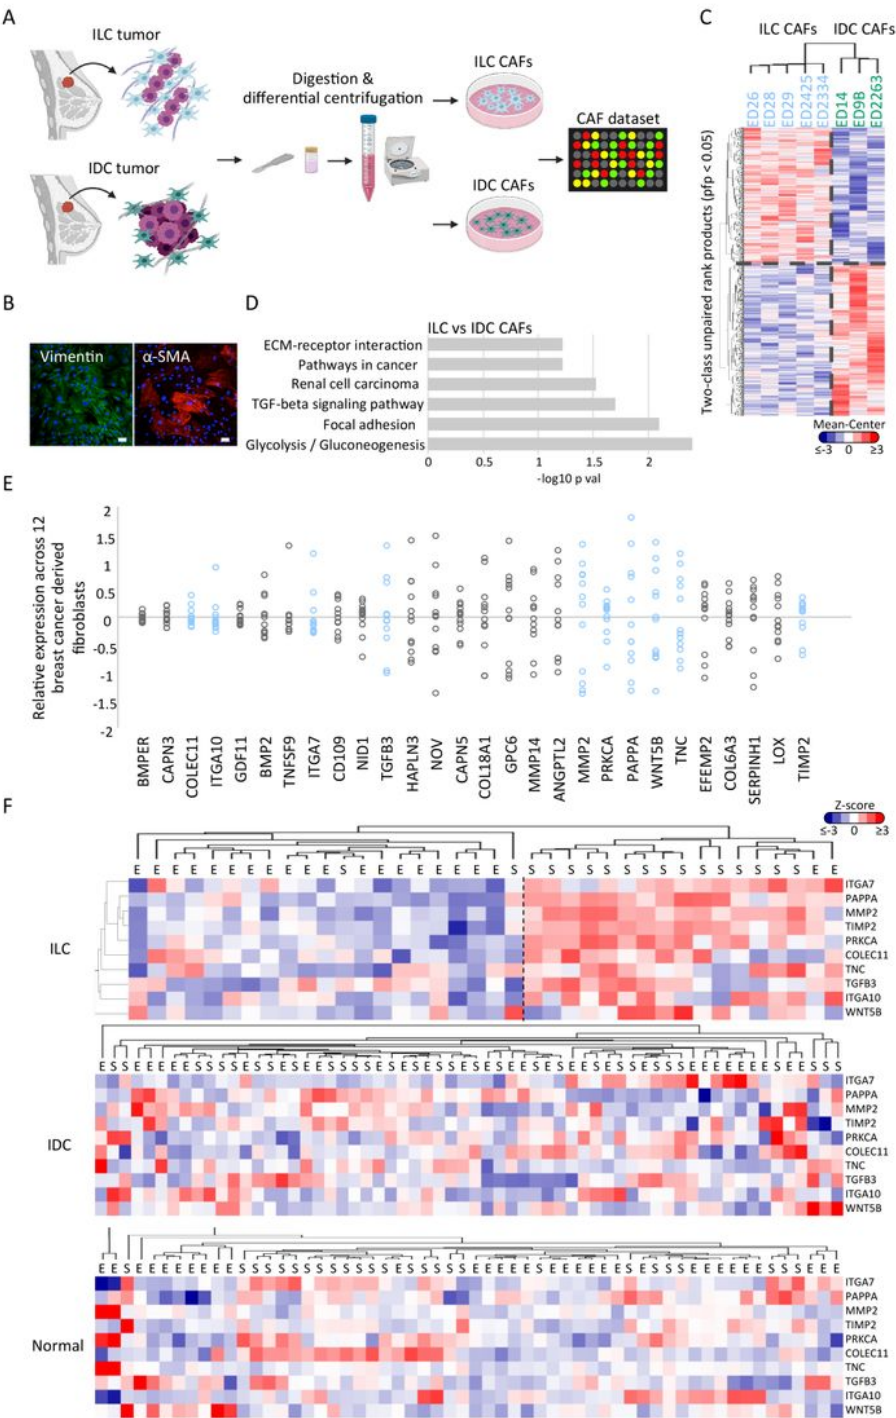 A
ILC tumor
IDC tumor
Digestion &
differential centrifugation
ILC CAFs
IDC CAFs
CAF dataset
C
ILC CAFs IDC CAFs
ED26
ED28
ED29
ED2425
ED2334
ED14
ED9B
ED2263
Two-class unpaired rank products (pfp < 0.05)
Mean-Center
≤-3 0 ≥3
B
Vimentin
α-SMA
D
ILC vs IDC CAFs
ECM-receptor interaction
Pathways in cancer
Renal cell carcinoma
TGF-beta signaling pathway
Focal adhesion
Glycolysis / Gluconeogenesis
0 0.5 1 1.5 2
-log10 p val
E
Relative expression across 12
breast cancer derived
fibroblasts
2
1.5
1
0.5
0
-0.5
-1
-1.5
-2
BMPER
CAPN3
COLEC11
ITGA10
GDF11
BMP2
TNFSF9
ITGA7
CD109
NID1
TGFB3
HAPLN3
NOV
CAPN5
COL18A1
GPC6
MMP14
ANGPTL2
MMP2
PRKCA
PAPPA
WNT5B
TNC
EFEMP2
COL6A3
SERPINH1
LOX
TIMP2
F
Z-score
≤-3 0 ≥3
E E E E E E E E E E E S E E E E E E E E S S S S S S S S S S E E S S S S E E
ILC
ITGA7
PAPPA
MMP2
TIMP2
PRKCA
COLEC11
TNC
TGFB3
ITGA10
WNT5B
IDC
ITGA7
PAPPA
MMP2
TIMP2
PRKCA
COLEC11
TNC
TGFB3
ITGA10
WNT5B
Normal
ITGA7
PAPPA
MMP2
TIMP2
PRKCA
COLEC11
TNC
TGFB3
ITGA10
WNT5B